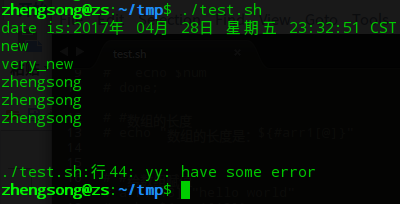 zhengsong@zs:~/tmp$ ./test.sh
date is:2017年 04月 28日 星期五 23:32:51 CST
new
very_new
zhengsong
zhengsong
zhengsong
./test.sh:行44: yy: have some error
zhengsong@zs:~/tmp$